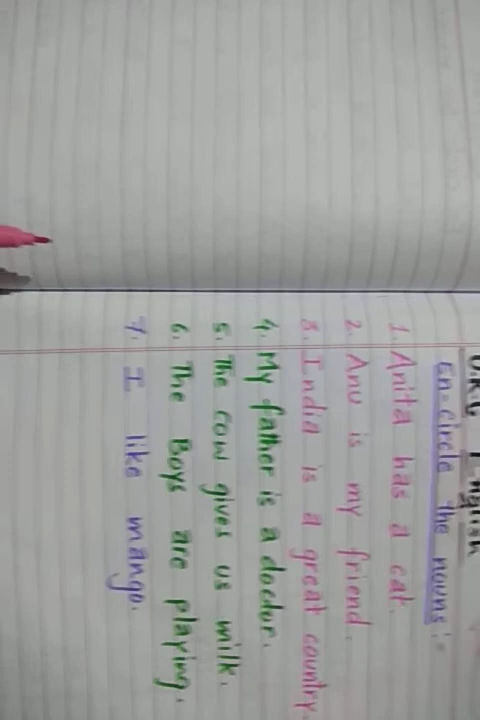 English
En-circle the nouns:-
1. Anita has a cat.
2. Anu is my friend.
3. India is a great country.
4. My father is a doctor.
5. The cow gives us milk.
6. The Boys are playing.
7. I like mango.